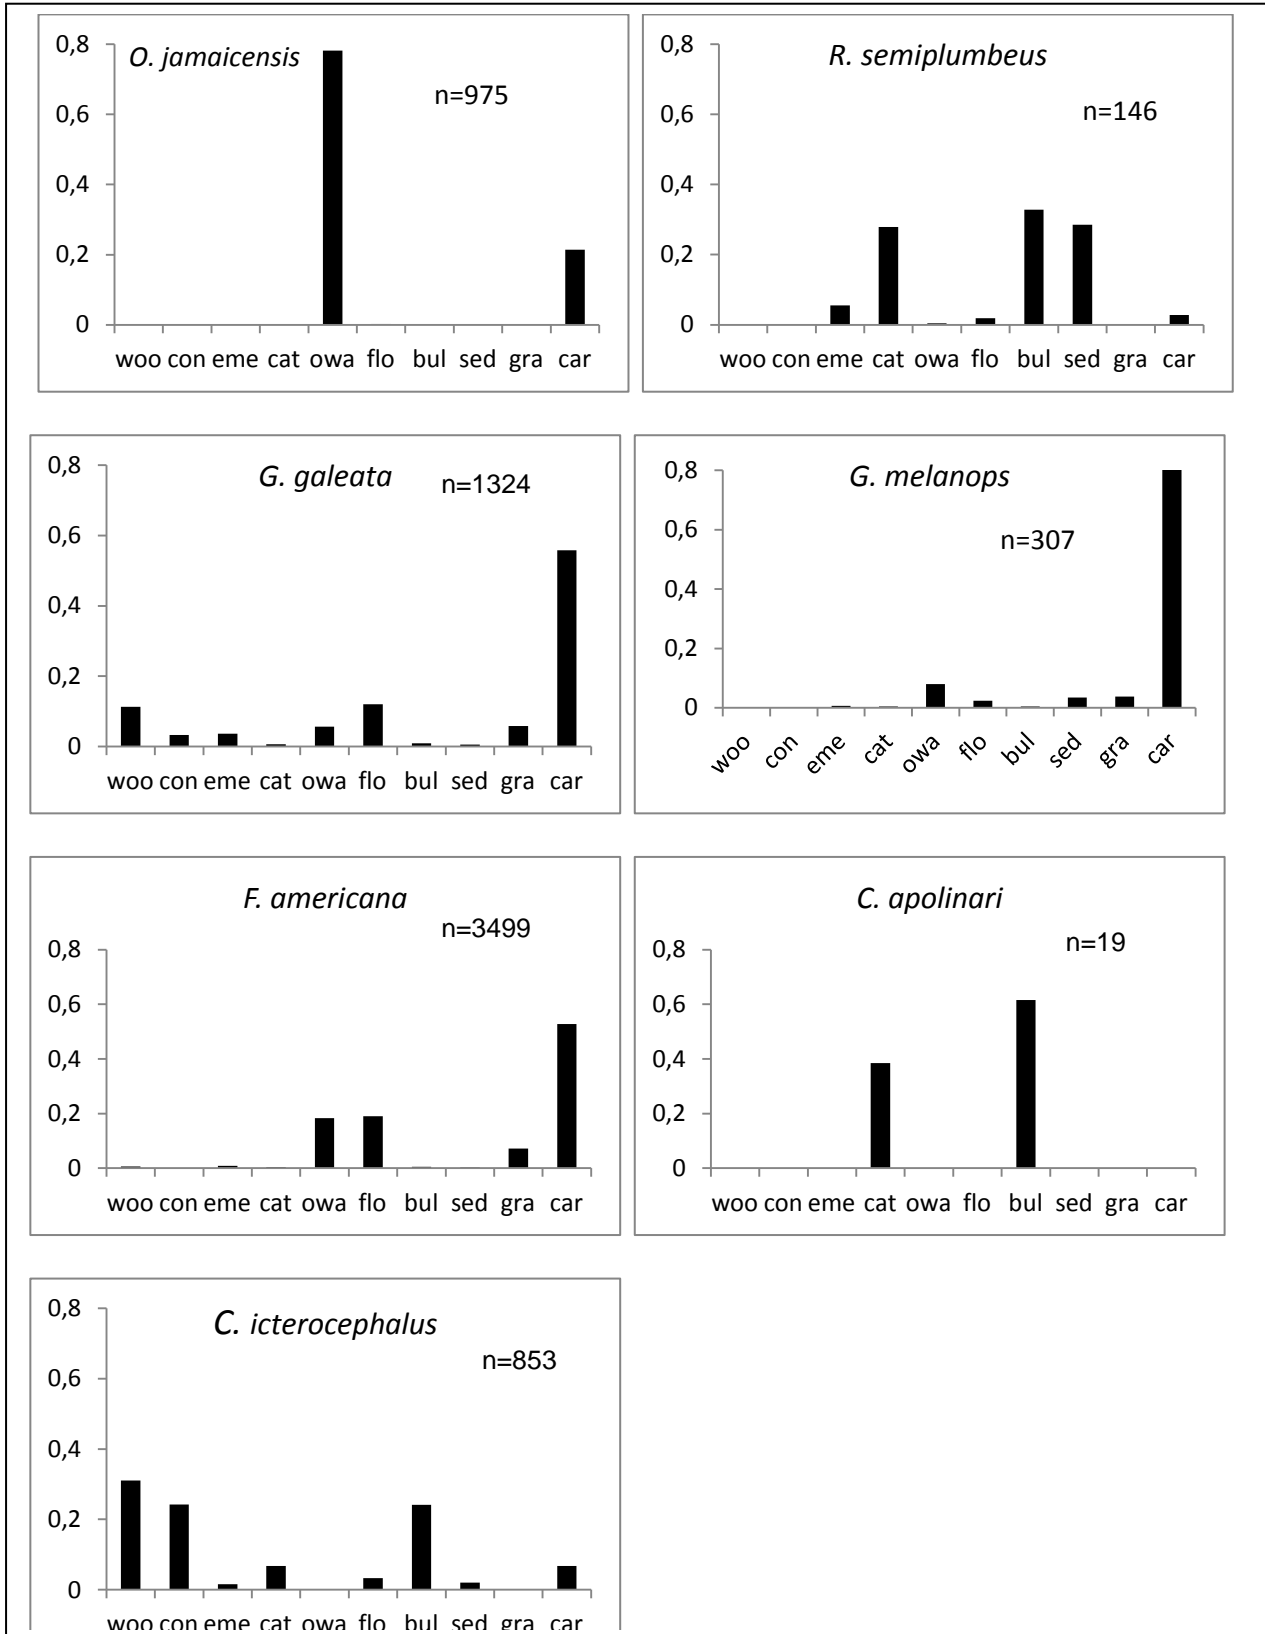 O. jamaicensis
n=975
0,8
0,6
0,4
0,2
0
woo con eme cat owa flo bul sed gra car
R. semiplumbeus
n=146
0,8
0,6
0,4
0,2
0
woo con eme cat owa flo bul sed gra car
G. galeata
n=1324
0,8
0,6
0,4
0,2
0
woo con eme cat owa flo bul sed gra car
G. melanops
n=307
0,8
0,6
0,4
0,2
0
woo con eme cat owa flo bul sed gra car
F. americana
n=3499
0,8
0,6
0,4
0,2
0
woo con eme cat owa flo bul sed gra car
C. apolinari
n=19
0,8
0,6
0,4
0,2
0
woo con eme cat owa flo bul sed gra car
C. icterocephalus
n=853
0,8
0,6
0,4
0,2
0
woo con eme cat owa flo bul sed gra car